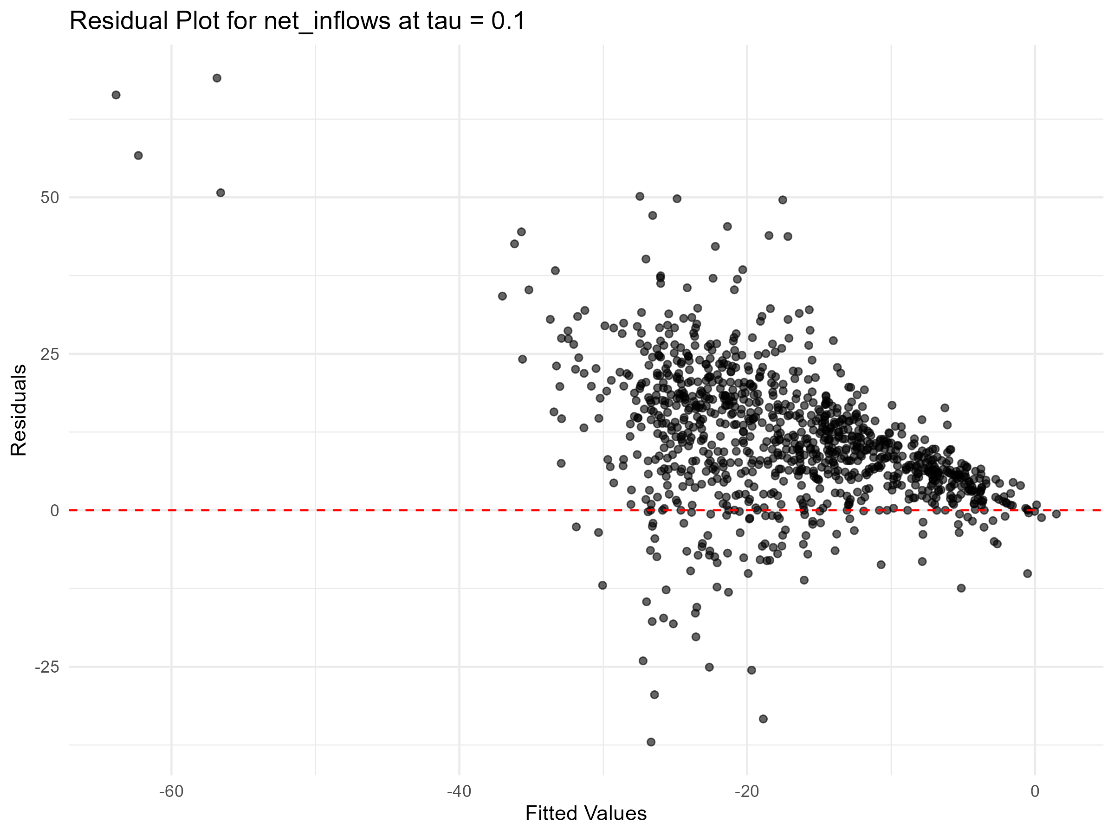 Residual Plot for net_inflows at tau = 0.1
Residuals
50
25
0
-25
-60
-40
-20
0
Fitted Values